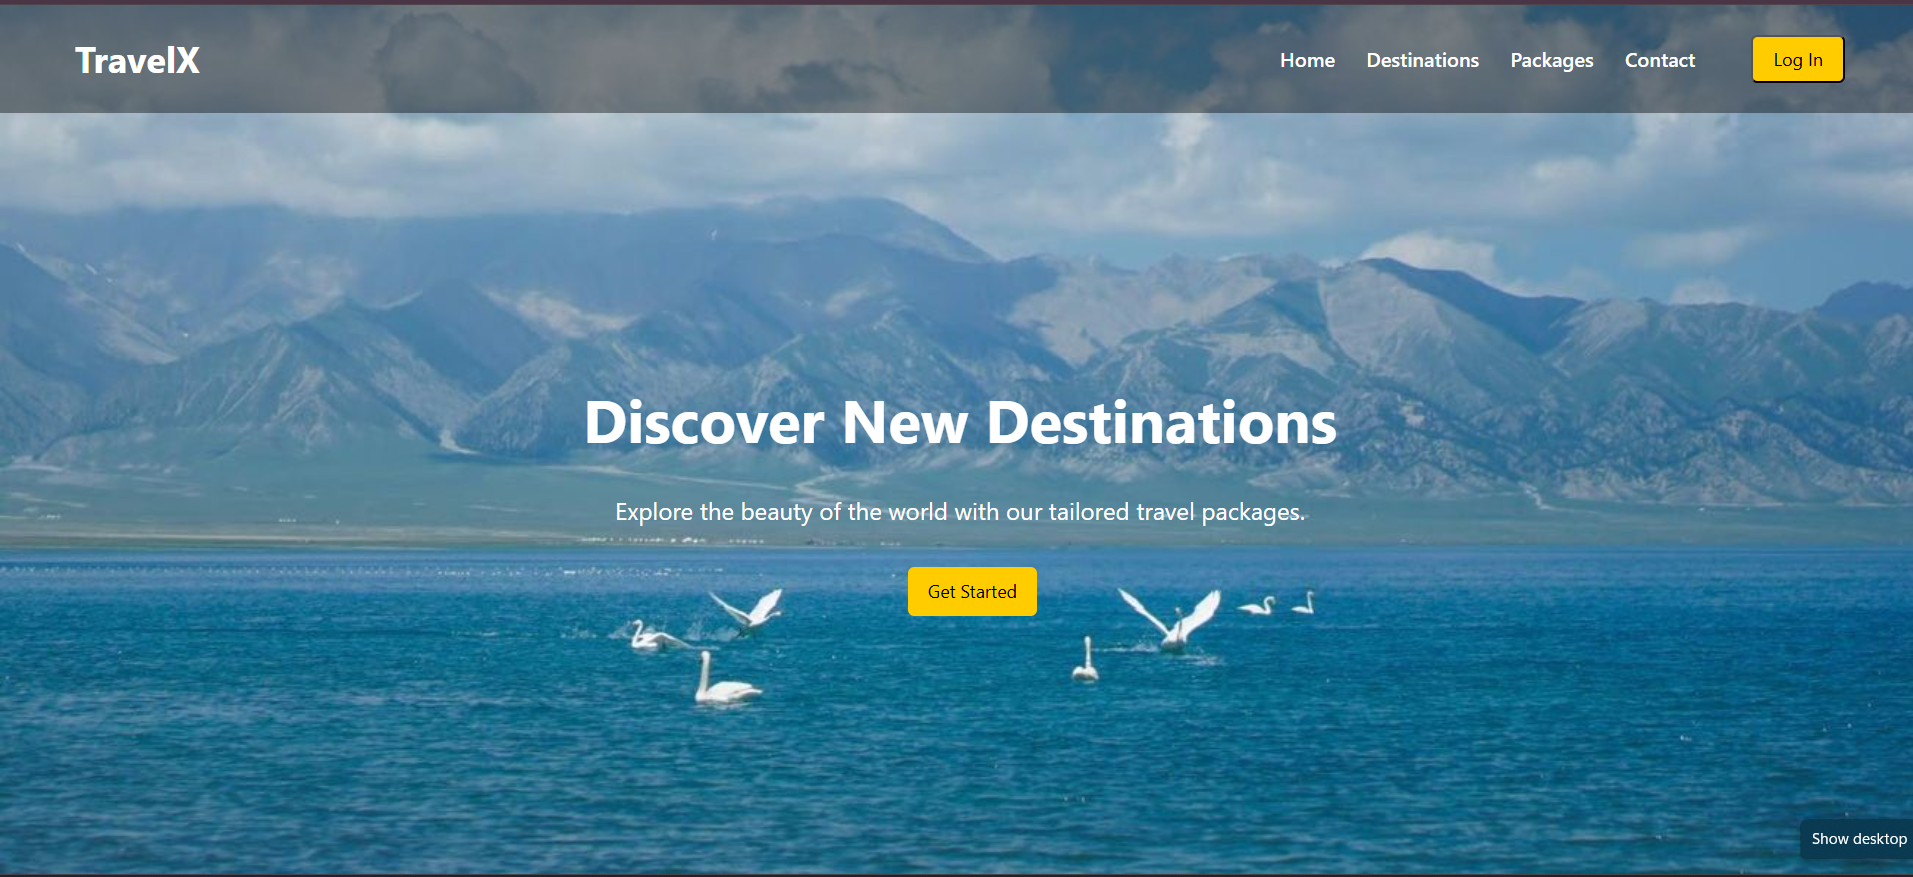 TravelX
Home Destinations Packages Contact Log In
Discover New Destinations
Explore the beauty of the world with our tailored travel packages.
Get Started
Show desktop